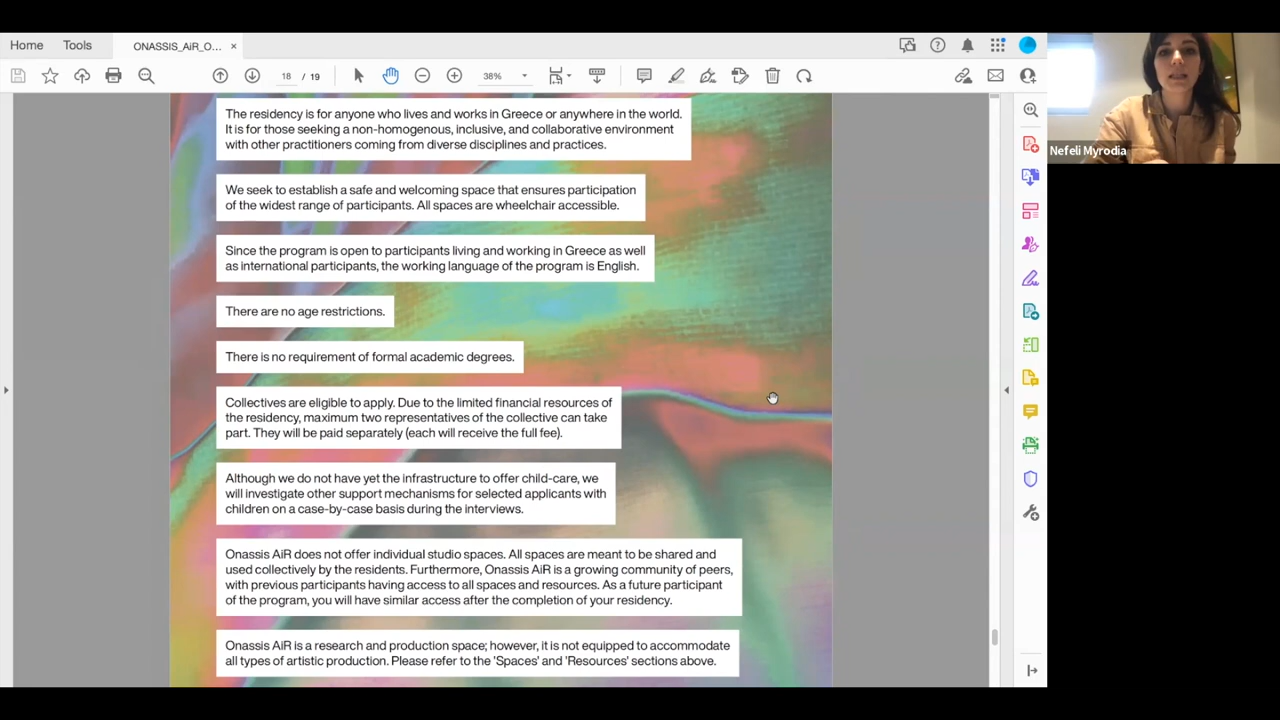 Home
Tools
ONASSIS_AiR_O...
×
18 / 19
38%
Nefeli Myrodia
The residency is for anyone who lives and works in Greece or anywhere in the world.
It is for those seeking a non-homogenous, inclusive, and collaborative environment
with other practitioners coming from diverse disciplines and practices.
We seek to establish a safe and welcoming space that ensures participation
of the widest range of participants. All spaces are wheelchair accessible.
Since the program is open to participants living and working in Greece as well
as international participants, the working language of the program is English.
There are no age restrictions.
There is no requirement of formal academic degrees.
Collectives are eligible to apply. Due to the limited financial resources of
the residency, maximum two representatives of the collective can take
part. They will be paid separately (each will receive the full fee).
Although we do not have yet the infrastructure to offer child-care, we
will investigate other support mechanisms for selected applicants with
children on a case-by-case basis during the interviews.
Onassis AiR does not offer individual studio spaces. All spaces are meant to be shared and
used collectively by the residents. Furthermore, Onassis AiR is a growing community of peers,
with previous participants having access to all spaces and resources. As a future participant
of the program, you will have similar access after the completion of your residency.
Onassis AiR is a research and production space; however, it is not equipped to accommodate
all types of artistic production. Please refer to the 'Spaces' and 'Resources' sections above.